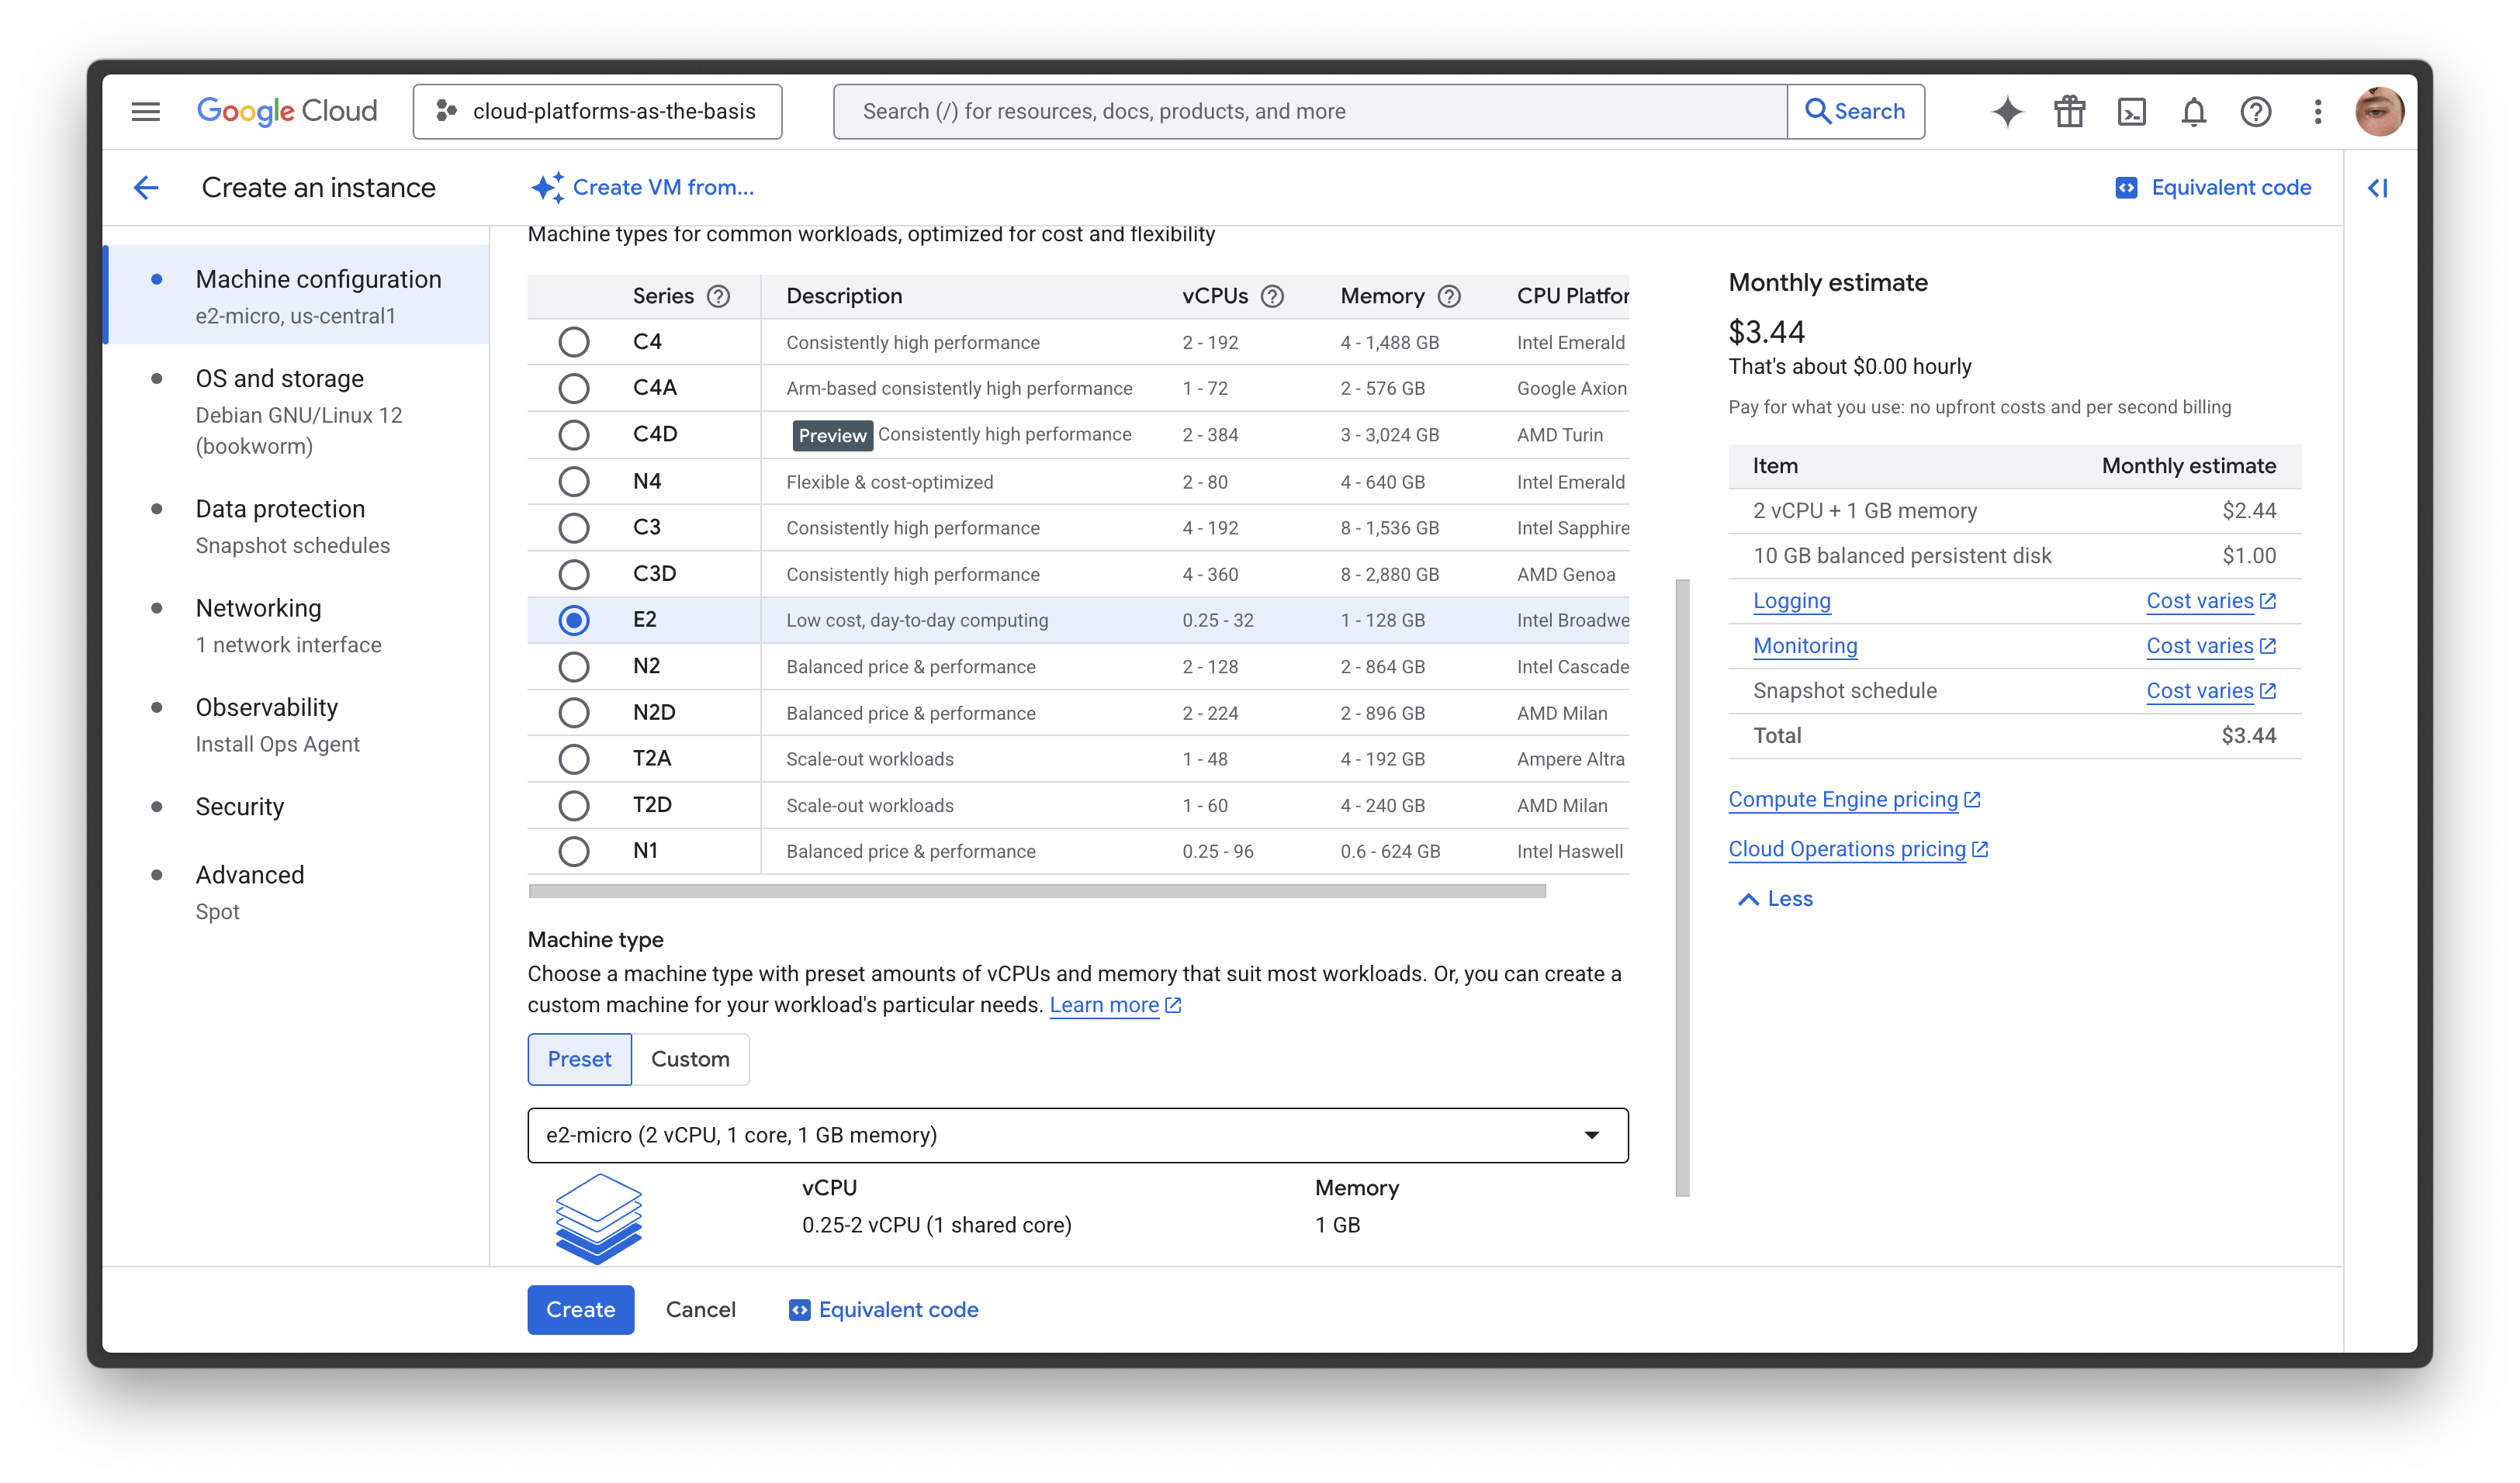 Google Cloud
cloud-platforms-as-the-basis
Search (/) for resources, docs, products, and more
Search
Create an instance
Create VM from...
Equivalent code
Machine configuration
e2-micro, us-central1
OS and storage
Debian GNU/Linux 12
(bookworm)
Data protection
Snapshot schedules
Networking
1 network interface
Observability
Install Ops Agent
Security
Advanced
Spot
Machine types for common workloads, optimized for cost and flexibility
Series Description vCPUs Memory CPU Platfor
C4 Consistently high performance 2 - 192 4 - 1,488 GB Intel Emerald
C4A Arm-based consistently high performance 1 - 72 2 - 576 GB Google Axion
C4D Preview Consistently high performance 2 - 384 3 - 3,024 GB AMD Turin
N4 Flexible & cost-optimized 2 - 80 4 - 640 GB Intel Emerald
C3 Consistently high performance 4 - 192 8 - 1,536 GB Intel Sapphire
C3D Consistently high performance 4 - 360 8 - 2,880 GB AMD Genoa
E2 Low cost, day-to-day computing 0.25 - 32 1 - 128 GB Intel Broadwe
N2 Balanced price & performance 2 - 128 2 - 864 GB Intel Cascade
N2D Balanced price & performance 2 - 224 2 - 896 GB AMD Milan
T2A Scale-out workloads 1 - 48 4 - 192 GB Ampere Altra
T2D Scale-out workloads 1 - 60 4 - 240 GB AMD Milan
N1 Balanced price & performance 0.25 - 96 0.6 - 624 GB Intel Haswell
Machine type
Choose a machine type with preset amounts of vCPUs and memory that suit most workloads. Or, you can create a
custom machine for your workload's particular needs. Learn more
Preset Custom
e2-micro (2 vCPU, 1 core, 1 GB memory)
vCPU Memory
0.25-2 vCPU (1 shared core) 1 GB
Create Cancel Equivalent code
Monthly estimate
$3.44
That's about $0.00 hourly
Pay for what you use: no upfront costs and per second billing
Item Monthly estimate
2 vCPU + 1 GB memory $2.44
10 GB balanced persistent disk $1.00
Logging Cost varies
Monitoring Cost varies
Snapshot schedule Cost varies
Total $3.44
Compute Engine pricing
Cloud Operations pricing
Less